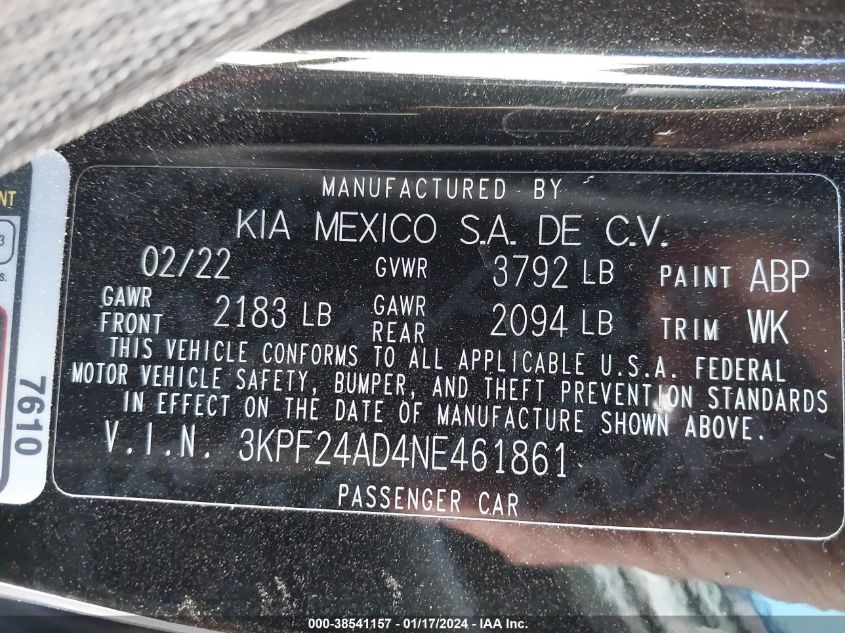 MANUFACTURED BY
KIA MEXICO S.A. DE C.V.
02/22 GVWR 3792 LB PAINT ABP
GAWR FRONT 2183 LB GAWR REAR 2094 LB TRIM WK
THIS VEHICLE CONFORMS TO ALL APPLICABLE U.S.A. FEDERAL
MOTOR VEHICLE SAFETY, BUMPER, AND THEFT PREVENTION STANDARDS
IN EFFECT ON THE DATE OF MANUFACTURE SHOWN ABOVE.
V.I.N. 3KPF24AD4NE461861
PASSENGER CAR
7610
000-38541157 - 01/17/2024 - IAA Inc.